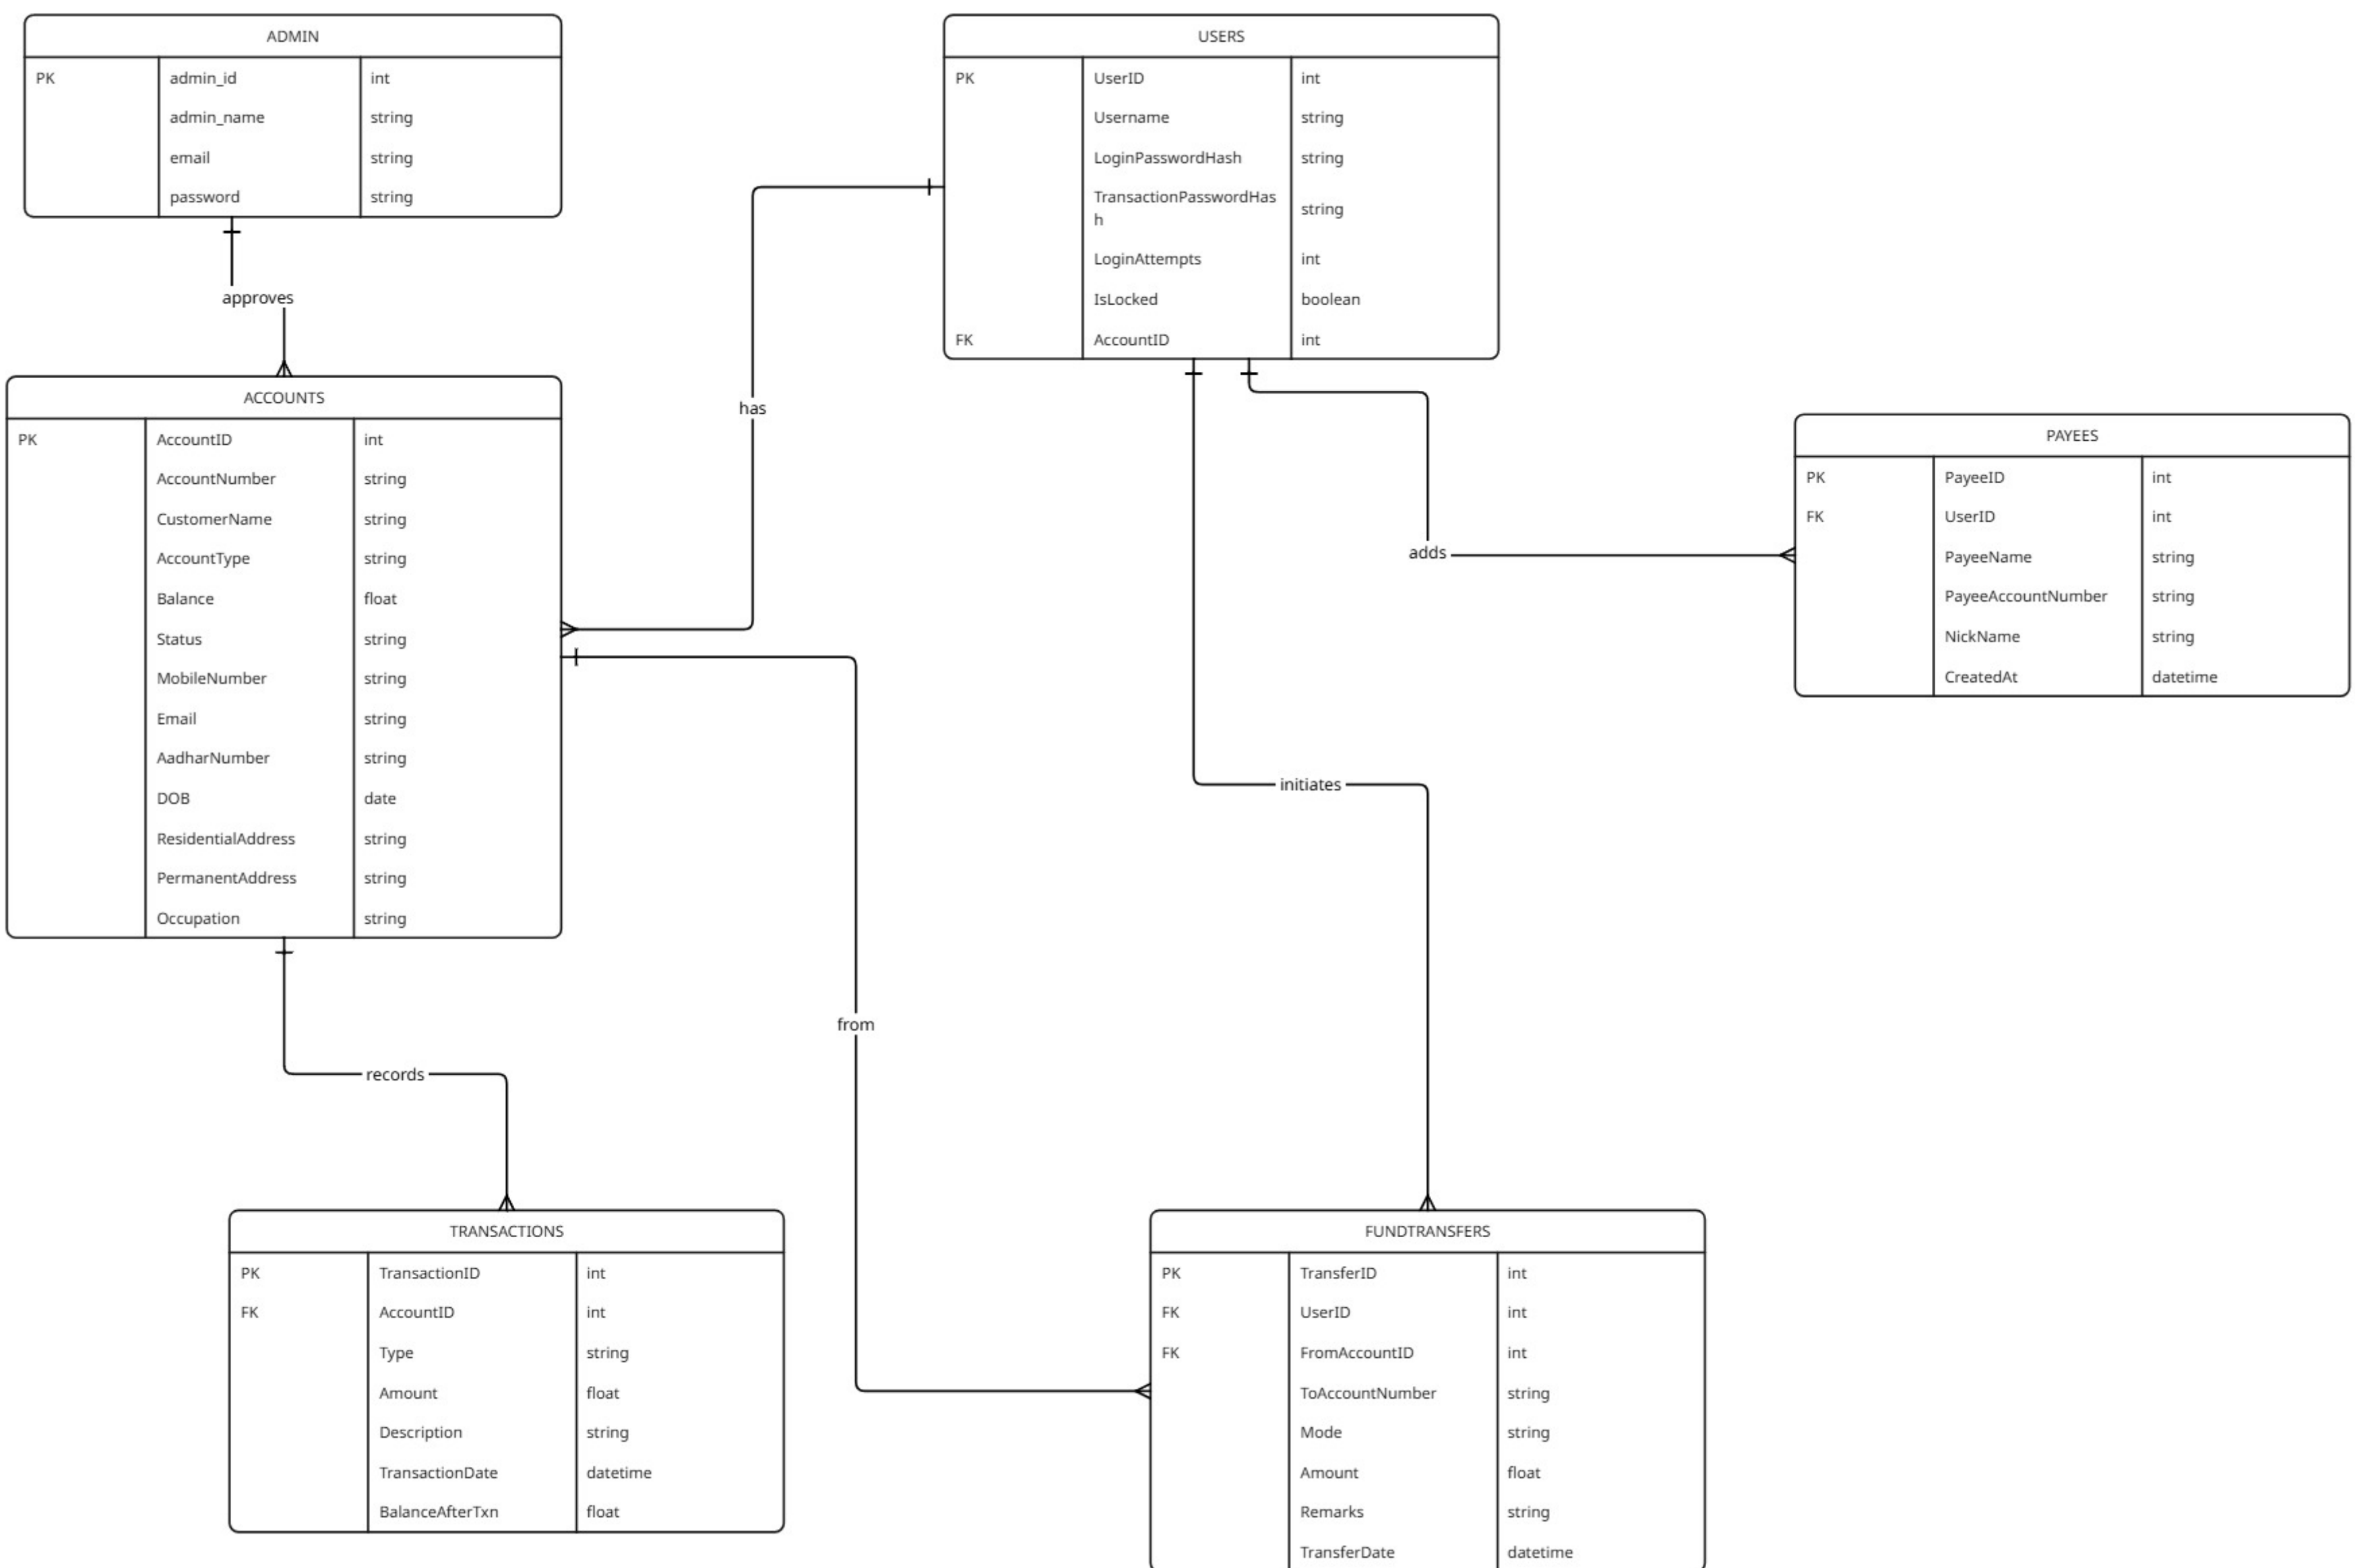 ADMIN
PK admin_id int
admin_name string
email string
password string
approves
USERS
PK UserID int
Username string
LoginPasswordHash string
TransactionPasswordHas
h string
LoginAttempts int
IsLocked boolean
FK AccountID int
has
ACCOUNTS
PK AccountID int
AccountNumber string
CustomerName string
AccountType string
Balance float
Status string
MobileNumber string
Email string
AadharNumber string
DOB date
ResidentialAddress string
PermanentAddress string
Occupation string
adds
PAYEES
PK PayeeID int
FK UserID int
PayeeName string
PayeeAccountNumber string
NickName string
CreatedAt datetime
initiates
from
records
TRANSACTIONS
PK TransactionID int
FK AccountID int
Type string
Amount float
Description string
TransactionDate datetime
BalanceAfterTxn float
FUNDTRANSFERS
PK TransferID int
FK UserID int
FK FromAccountID int
ToAccountNumber string
Mode string
Amount float
Remarks string
TransferDate datetime